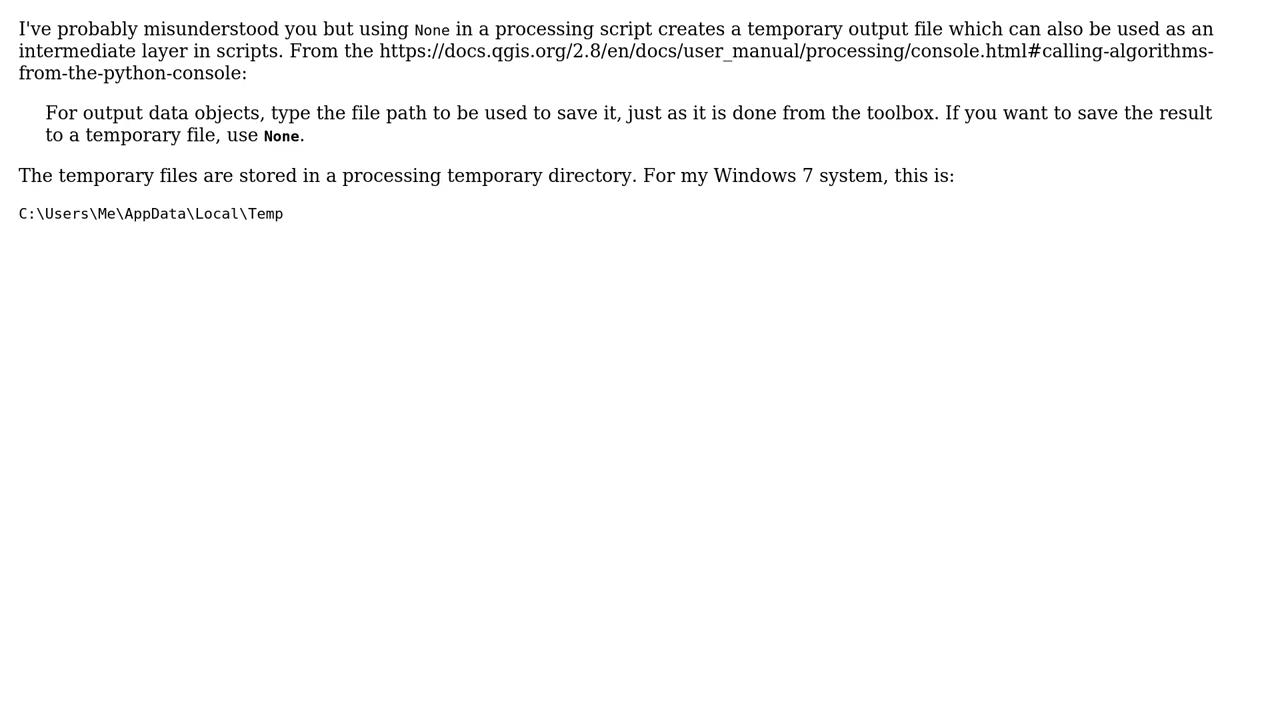 I've probably misunderstood you but using None in a processing script creates a temporary output file which can also be used as an
intermediate layer in scripts. From the https://docs.qgis.org/2.8/en/docs/user_manual/processing/console.html#calling-algorithms-
from-the-python-console:
For output data objects, type the file path to be used to save it, just as it is done from the toolbox. If you want to save the result
to a temporary file, use None.
The temporary files are stored in a processing temporary directory. For my Windows 7 system, this is:
C:\Users\Me\AppData\Local\Temp